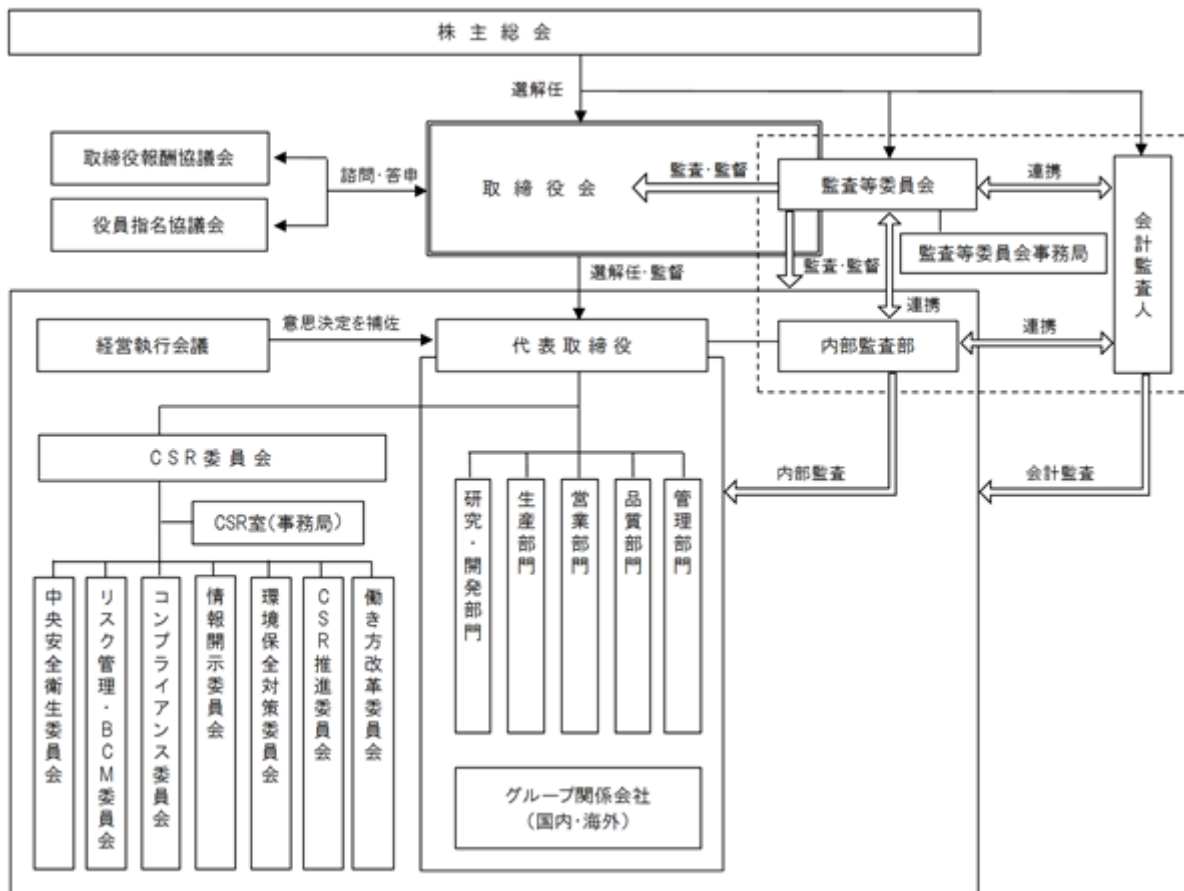 株主総会
選解任
取締役報酬協議会
役員指名協議会
諮問・答申
取締役会
監査・監督
監査等委員会
連携
会計監査人
監査等委員会事務局
監査・監督
選解任・監督
連携
経営執行会議
意思決定を補佐
代表取締役
内部監査部
連携
CSR委員会
内部監査
会計監査
CSR室(事務局)
研究・開発部門
生産部門
営業部門
品質部門
管理部門
中央安全衛生委員会
リスク管理・BCM委員会
コンプライアンス委員会
情報開示委員会
環境保全対策委員会
CSR推進委員会
働き方改革委員会
グループ関係会社
(国内・海外)